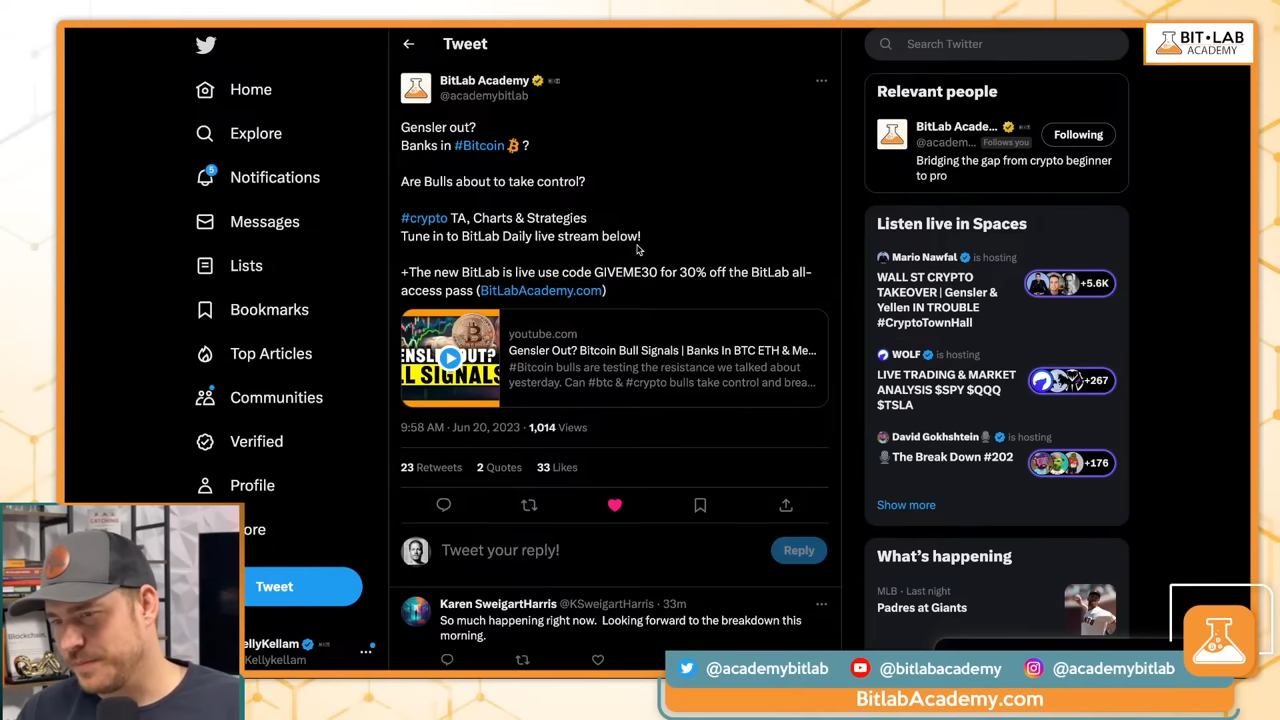 Tweet
Search Twitter
BIT•LAB
ACADEMY
Home
Explore
5
Notifications
Messages
Lists
Bookmarks
Top Articles
Communities
Verified
Profile
ore
Tweet
ellyKellam
Kellykellam
BitLab Academy
@academybitlab
Gensler out?
Banks in #Bitcoin ?
Are Bulls about to take control?
#crypto TA, Charts & Strategies
Tune in to BitLab Daily live stream below!
+The new BitLab is live use code GIVEME30 for 30% off the BitLab all-
access pass (BitLabAcademy.com)
youtube.com
Gensler Out? Bitcoin Bull Signals | Banks In BTC ETH & Me...
#Bitcoin bulls are testing the resistance we talked about
yesterday. Can #btc & #crypto bulls take control and brea...
ENSLE OUT?
LL SIGNALS
9:58 AM · Jun 20, 2023 · 1,014 Views
23 Retweets 2 Quotes 33 Likes
Tweet your reply!
Reply
Karen SweigartHarris @KSweigartHarris · 33m
So much happening right now. Looking forward to the breakdown this
morning.
Relevant people
BitLab Acade...
@academ... Follows you
Following
Bridging the gap from crypto beginner
to pro
Listen live in Spaces
Mario Nawfal is hosting
WALL ST CRYPTO
TAKEOVER | Gensler &
Yellen IN TROUBLE
#CryptoTownHall
+5.6K
WOLF is hosting
LIVE TRADING & MARKET
ANALYSIS $SPY $QQQ
$TSLA
+267
David Gokhshtein is hosting
The Break Down #202
+176
Show more
What's happening
MLB · Last night
Padres at Giants
CATCHING
Blockchain
@academybitlab @bitlabacademy @academybitlab
BitlabAcademy.com